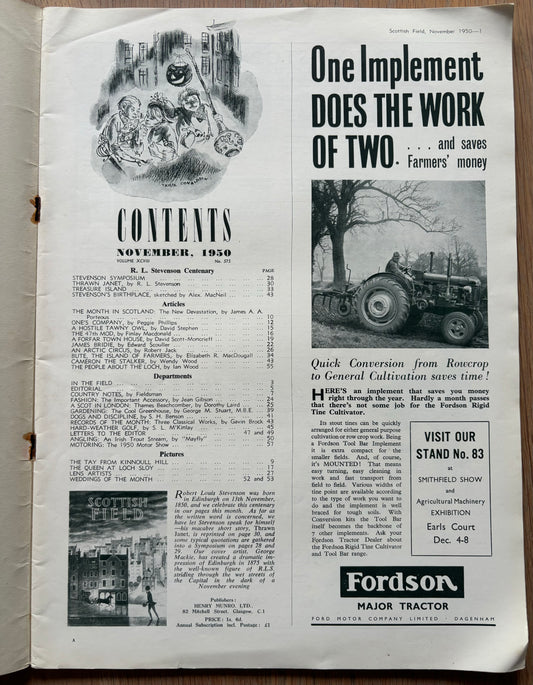 Scottish Field, November 1950—1
CONTENTS
NOVEMBER, 1950
VOLUME XCVII No. 575
R. L. Stevenson Centenary PAGE
STEVENSON SYMPOSIUM 28
THRAWN JANET, by R. L. Stevenson 30
TREASURE ISLAND 33
STEVENSON'S BIRTHPLACE, sketched by Alex. MacNeil 43
Articles
THE MONTH IN SCOTLAND: The New Devastation, by James A. A.
Porteous 10
ONE'S COMPANY, by Peggie Phillips 12
A HOSTILE TAWNY OWL, by David Stephen 15
THE 47th MOD, by Finlay Macdonald 16
A FORFAR TOWN HOUSE, by David Scott-Moncrieff 19
JAMES BRIDIE, by Edward Scouller 22
AN ARCTIC CIRCUS, by Robert Jack 26
BUTE, THE ISLAND OF FARMERS, by Elizabeth R. MacDougall 34
CAMERON THE STALKER, by Wendy Wood 43
THE PEOPLE ABOUT THE LOCH, by Ian Wood 55
Departments
IN THE FIELD 3
EDITORIAL
COUNTRY NOTES, by Fieldsman 7
FASHION: The Important Accessory, by Jean Gibson 24
A SCOT IN LONDON: Thames Boatclimber, by Dorothy Laird 25
GARDENING: The Cool Greenhouse, by George M. Stuart, M.I.E.E. 39
DOGS AND DISCIPLINE, by S. H. Benson 41
RECORDS OF THE MONTH: Three Classical Works, by Gavin Brock 43
HARD-WEATHER GOLF, by S. L. McKinlay 45
LETTERS TO THE EDITOR 47 and 49
ANGLING: An Irish Trout Stream, by "Mayfly" 50
MOTORING: The 1950 Motor Show 57
Pictures
THE TAY FROM KINNOULL HILL 9
THE QUEEN AT LOCH SLOY 17
LENS ARTISTS 27
WEDDINGS OF THE MONTH 52 and 53
SCOTTISH
FIELD
Robert Louis Stevenson was born
in Edinburgh on 13th November,
1850, and we celebrate this centenary
in our pages this month. As far as
the written word is concerned, we
have let Stevenson speak for himself
—his macabre short story, Thrawn
Janet, is reprinted on page 30, and
some typical quotations are gathered
into a Symposium on pages 28 and
29. Our cover artist, George
Mackie, has created a dramatic im-
pression of Edinburgh in 1875 with
the well-known figure of R.L.S.
striding through the wet streets of
the Capital in the dark of a
November evening
Publishers:
HENRY MUNRO, LTD.
82 Mitchell Street, Glasgow, C.1
PRICE: 1s. 6d.
Annual Subscription incl. Postage: £1
A
One Implement
DOES THE WORK
OF TWO. . . . and saves
Farmers' money
Quick Conversion from Rowcrop
to General Cultivation saves time!
HERE'S an implement that saves you money
right through the year. Hardly a month passes
that there's not some job for the Fordson Rigid
Tine Cultivator.
Its stout tines can be quickly
arranged for either general purpose
cultivation or row crop work. Being
a Fordson Tool Bar Implement
it is extra compact for the
smaller fields. And, of course,
it's MOUNTED! That means
easy turning, easy cleaning in
work and fast transport from
field to field. Various widths of
tine point are available according
to the type of work you want to
do and the implement is well
braced for tough soils. With
Conversion kits the Tool Bar
itself becomes the backbone of
7 other implements. Ask your
Fordson Tractor Dealer about
the Fordson Rigid Tine Cultivator
and Tool Bar range.
VISIT OUR
STAND No. 83
at
SMITHFIELD SHOW
and
Agricultural Machinery
EXHIBITION
Earls Court
Dec. 4-8
Fordson
MAJOR TRACTOR
FORD MOTOR COMPANY LIMITED · DAGENHAM